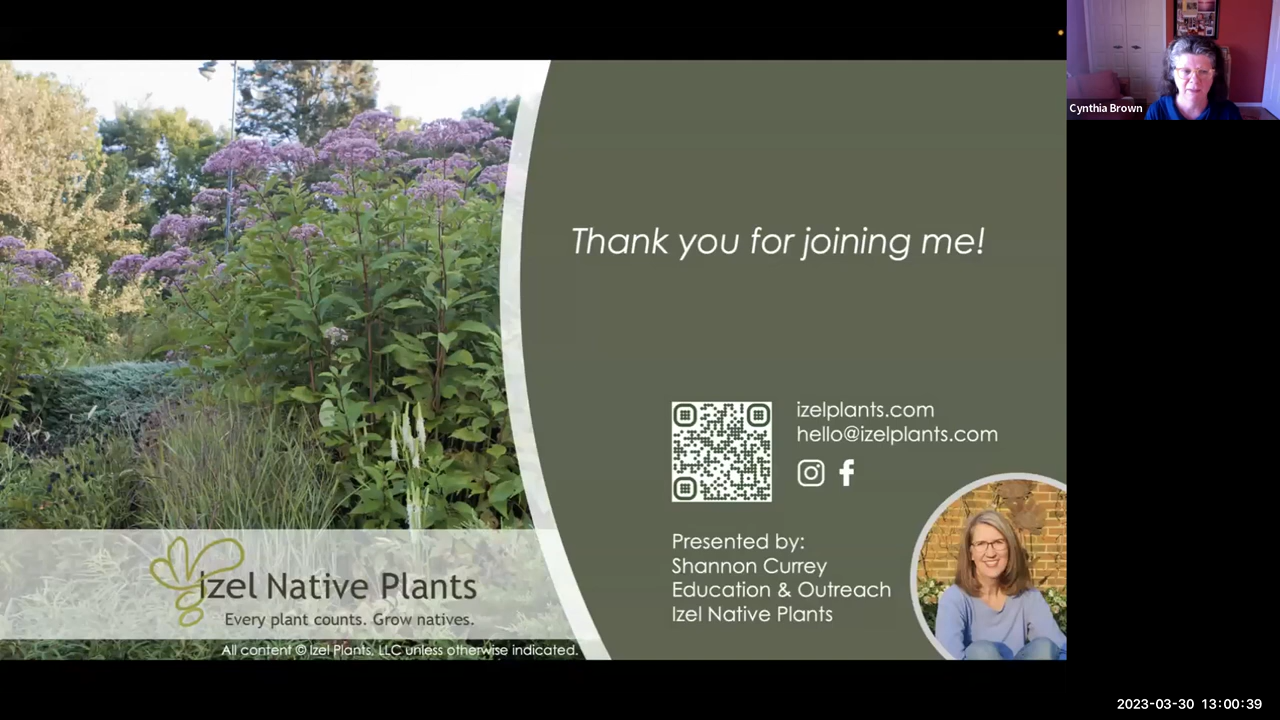 Cynthia Brown
Thank you for joining me!
izelplants.com
hello@izelplants.com
Presented by:
Shannon Currey
Education & Outreach
Izel Native Plants
izel Native Plants
Every plant counts. Grow natives.
All content © Izel Plants, LLC unless otherwise indicated.
2023-03-30 13:00:39